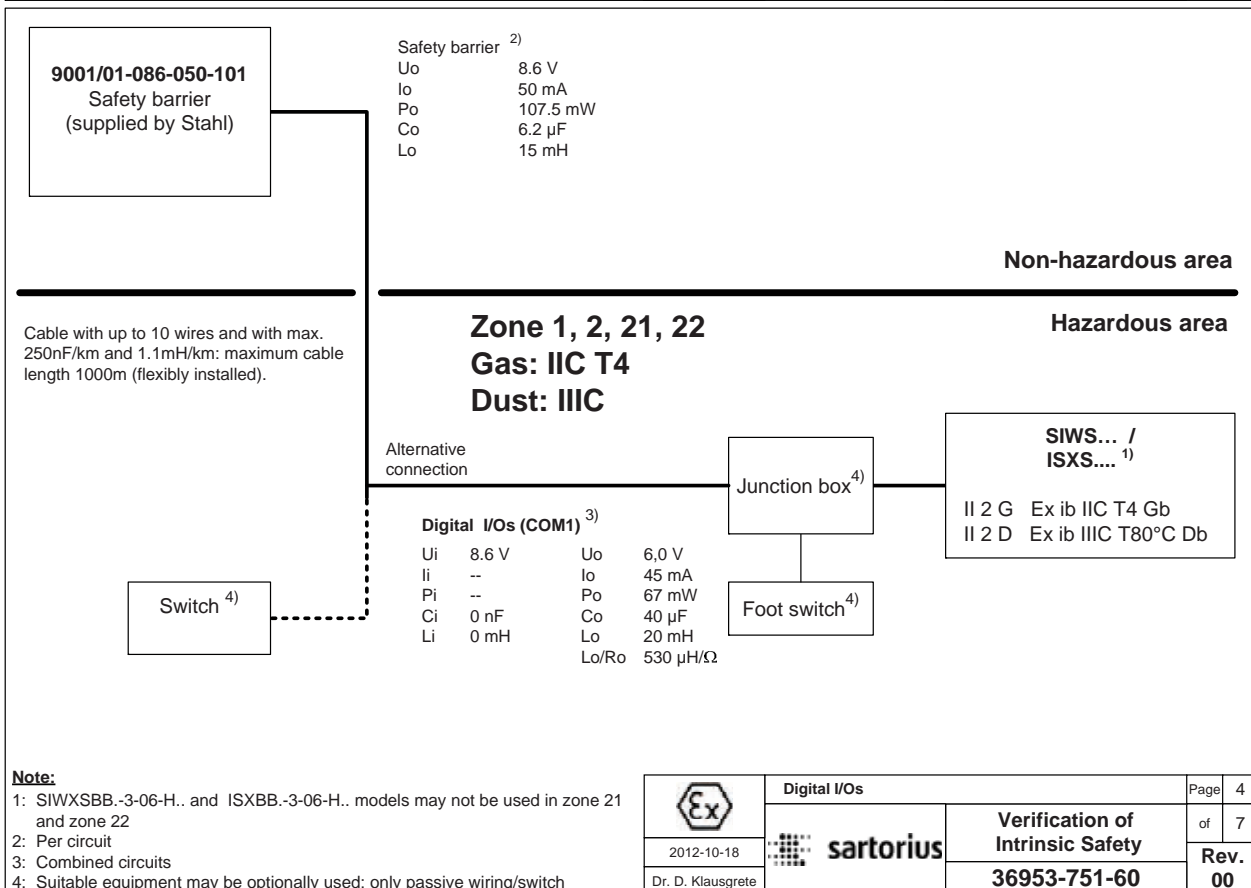 9001/01-086-050-101
Safety barrier
(supplied by Stahl)
Safety barrier 2)
Uo 8.6 V
Io 50 mA
Po 107.5 mW
Co 6.2 µF
Lo 15 mH
Non-hazardous area
Cable with up to 10 wires and with max.
250nF/km and 1.1mH/km: maximum cable
length 1000m (flexibly installed).
Zone 1, 2, 21, 22
Gas: IIC T4
Dust: IIIC
Hazardous area
Alternative
connection
Junction box 4)
SIWS... /
ISXS.... 1)
II 2 G Ex ib IIC T4 Gb
II 2 D Ex ib IIIC T80°C Db
Digital I/Os (COM1) 3)
Ui 8.6 V Uo 6,0 V
Ii -- Io 45 mA
Pi -- Po 67 mW
Ci 0 nF Co 40 µF
Li 0 mH Lo 20 mH
Lo/Ro 530 µH/Ω
Switch 4)
Foot switch 4)
Note:
1: SIWXSBB.-3-06-H.. and ISXBB.-3-06-H.. models may not be used in zone 21
and zone 22
2: Per circuit
3: Combined circuits
4: Suitable equipment may be optionally used: only passive wiring/switch
Ex
2012-10-18
Dr. D. Klausgrete
Digital I/Os
sartorius
Verification of
Intrinsic Safety
36953-751-60
Page 4
of 7
Rev.
00